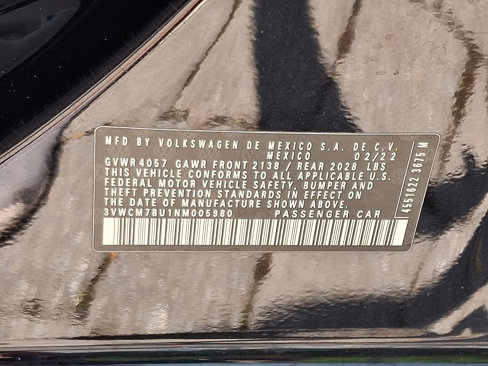 MFD BY VOLKSWAGEN DE MEXICO S.A. DE C.V.
MEXICO 02/22
GVWR 4057 GAWR FRONT 2138 / REAR 2028 LBS
THIS VEHICLE CONFORMS TO ALL APPLICABLE
FEDERAL MOTOR VEHICLE SAFETY, BUMPER AND
THEFT PREVENTION STANDARDS IN EFFECT ON
THE DATE OF MANUFACTURE SHOWN ABOVE.
3VWCM7BU1NM005980 PASSENGER CAR
4551622 3675 M